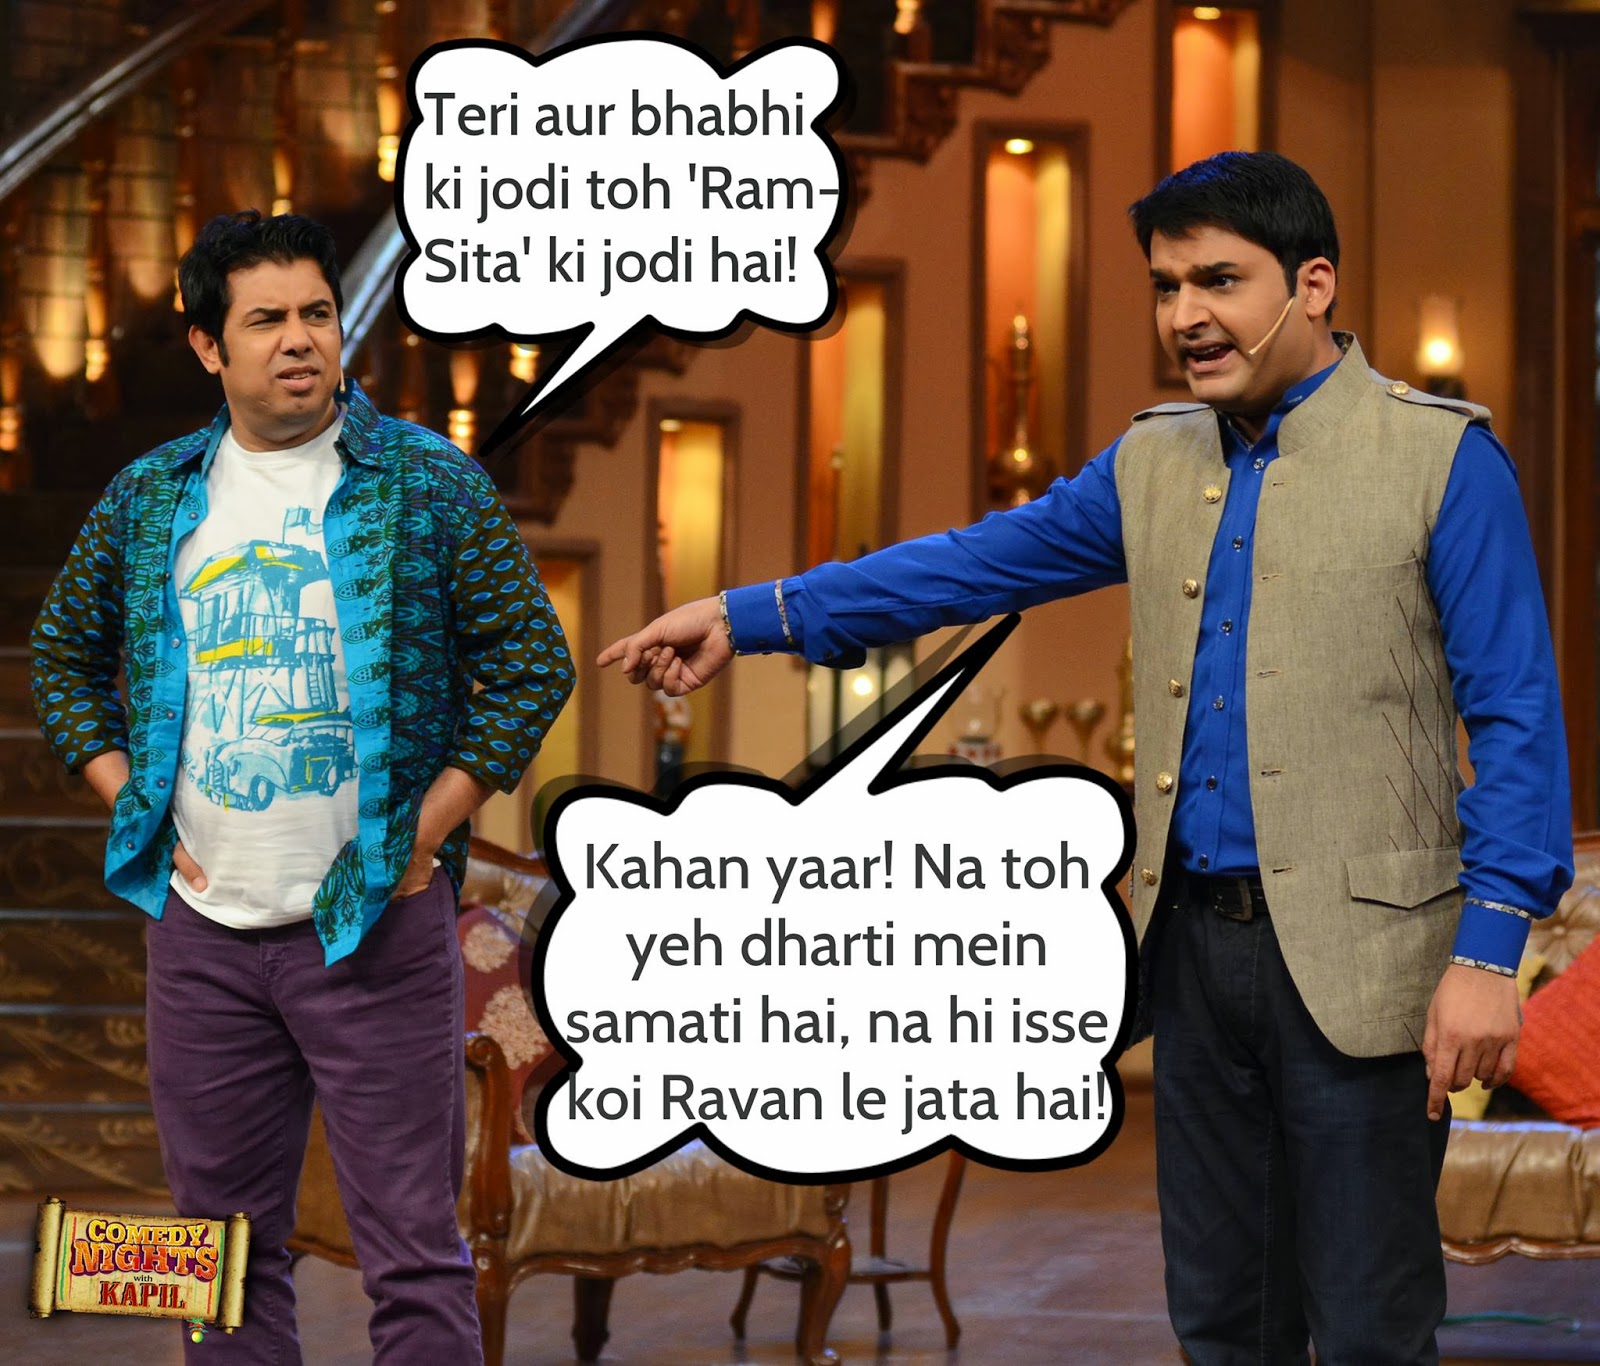 Teri aur bhabhi
ki jodi toh 'Ram-
Sita' ki jodi hai!
Kahan yaar! Na toh
yeh dharti mein
samati hai, na hi isse
koi Ravan le jata hai!
COMEDY
NIGHTS
with
KAPIL